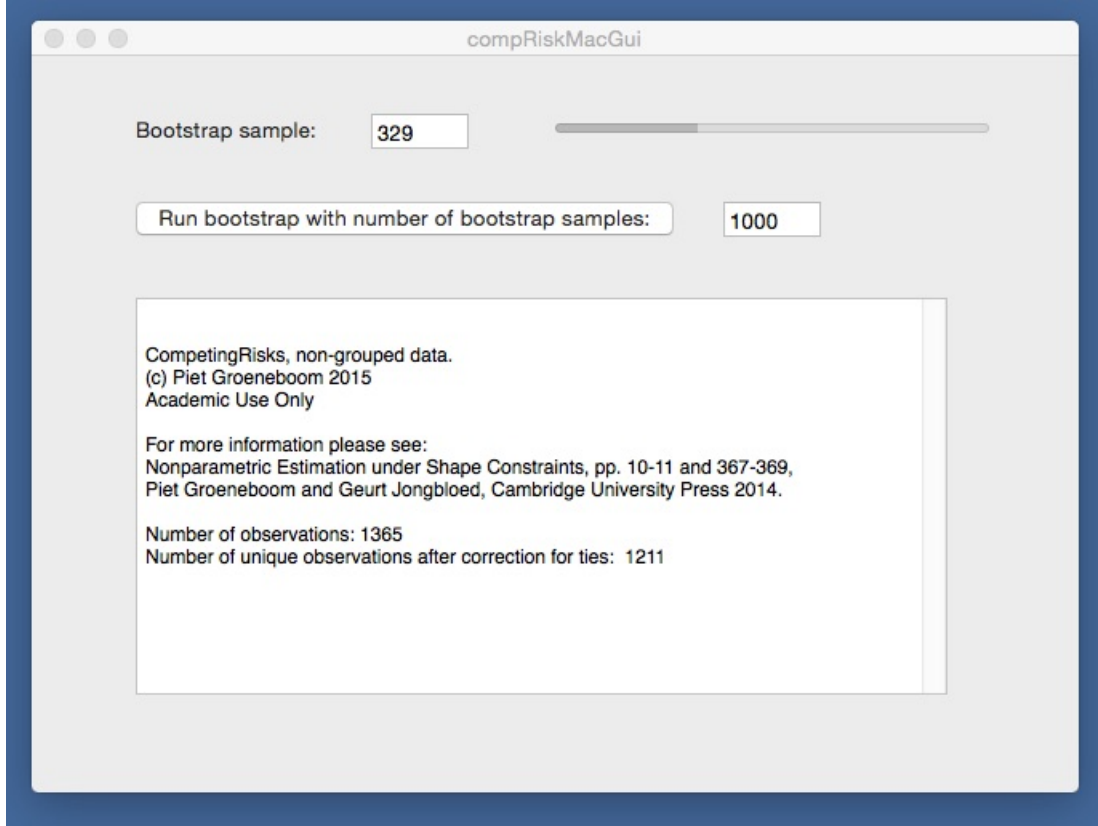 compRiskMacGui
Bootstrap sample: 329
Run bootstrap with number of bootstrap samples: 1000
CompetingRisks, non-grouped data.
(c) Piet Groeneboom 2015
Academic Use Only
For more information please see:
Nonparametric Estimation under Shape Constraints, pp. 10-11 and 367-369,
Piet Groeneboom and Geurt Jongbloed, Cambridge University Press 2014.
Number of observations: 1365
Number of unique observations after correction for ties: 1211